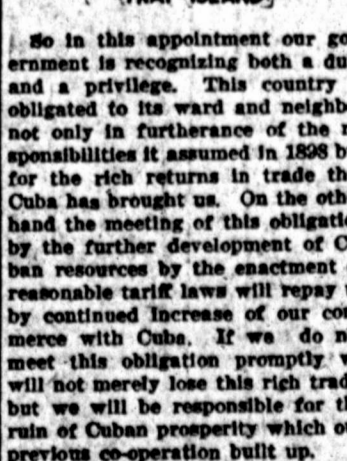 So in this appointment our go
ernment is recognizing both a du
and a privilege. This country
obligated to its ward and neighb
not only in furtherance of the r
sponsibilities it assumed in 1898 b
for the rich returns in trade th
Cuba has brought us. On the oth
hand the meeting of this obligati
by the further development of C
ban resources by the enactment
reasonable tariff laws will repay
by continued increase of our co
merce with Cuba. If we do n
meet this obligation promptly w
will not merely lose this rich trad
but we will be responsible for t
ruin of Cuban prosperity which o
previous co-operation built up.